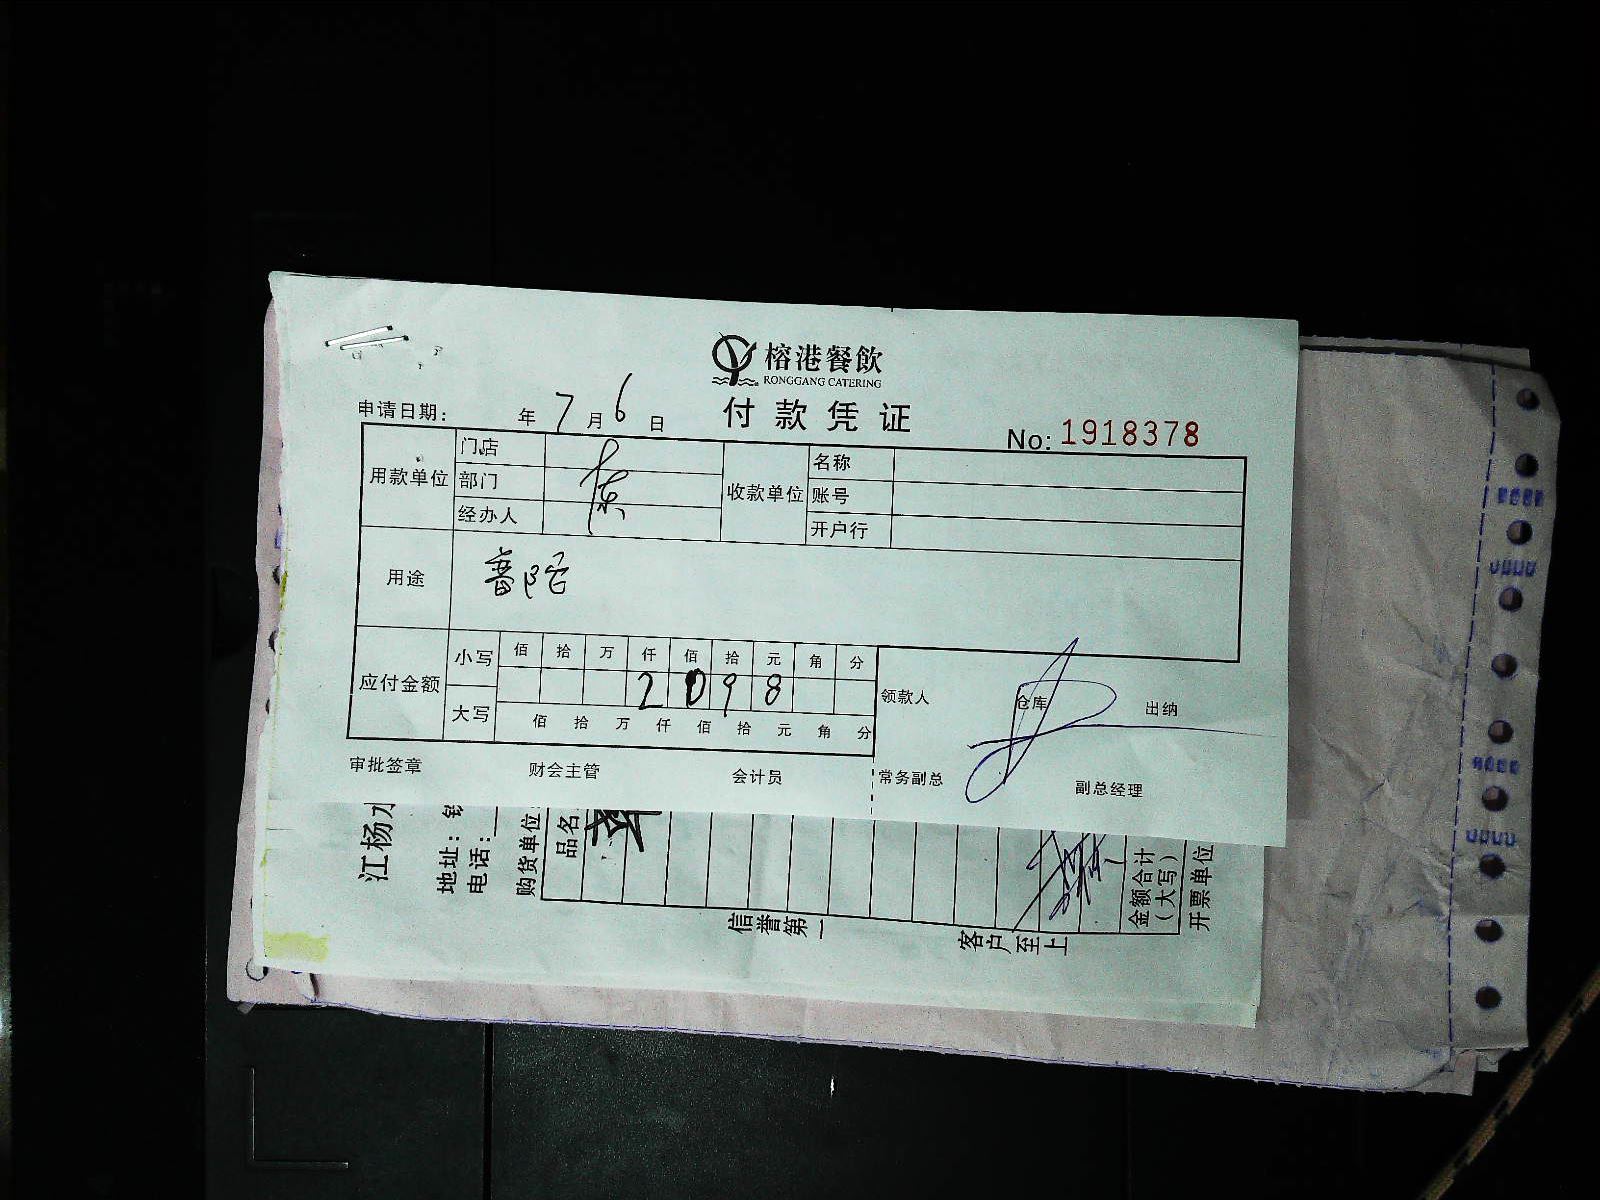 榕港餐飲
RONGGANG CATERING
付款凭证
申请日期： 年 7 月 6 日
No: 1918378
用款单位 门店 部门 经办人
收款单位 名称 账号 开户行
用途 普陀
应付金额 小写 佰 拾 万 仟 佰 拾 元 角 分
2 0 9 8
大写 佰 拾 万 仟 佰 拾 元 角 分
领款人 仓库 出纳
审批签章 财会主管 会计员 常务副总 副总经理
江杨水
地址：
电话：
购货单位
品名
金额合计
（大写）
开票单位
信誉第一
客户至上